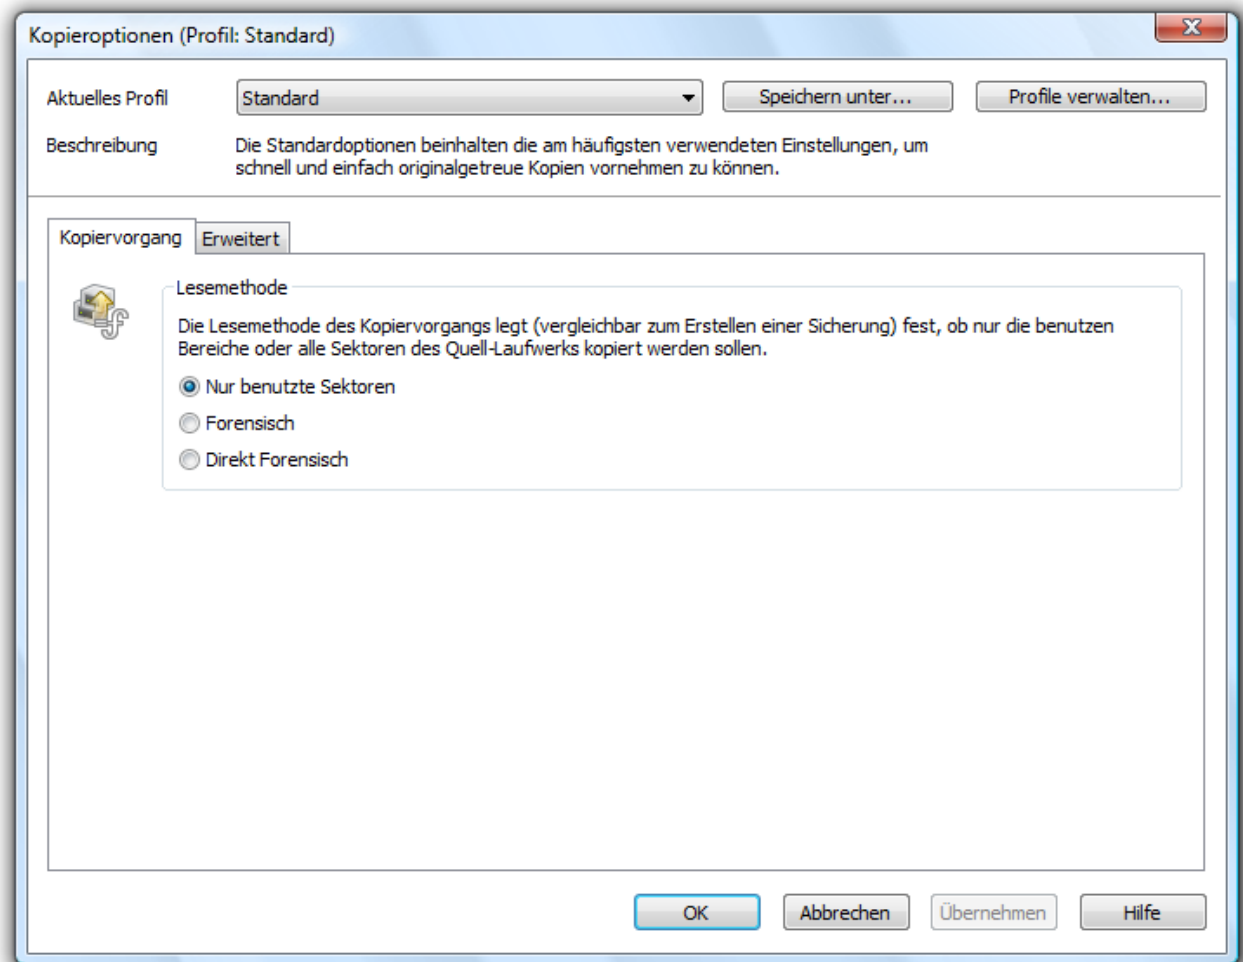 Kopieroptionen (Profil: Standard)
Aktuelles Profil Standard Speichern unter... Profile verwalten...
Beschreibung Die Standardoptionen beinhalten die am häufigsten verwendeten Einstellungen, um
schnell und einfach originalgetreue Kopien vornehmen zu können.
Kopiervorgang Erweitert
Lesemethode
Die Lesemethode des Kopiervorgangs legt (vergleichbar zum Erstellen einer Sicherung) fest, ob nur die benutzen
Bereiche oder alle Sektoren des Quell-Laufwerks kopiert werden sollen.
Nur benutzte Sektoren
Forensisch
Direkt Forensisch
OK Abbrechen Übernehmen Hilfe